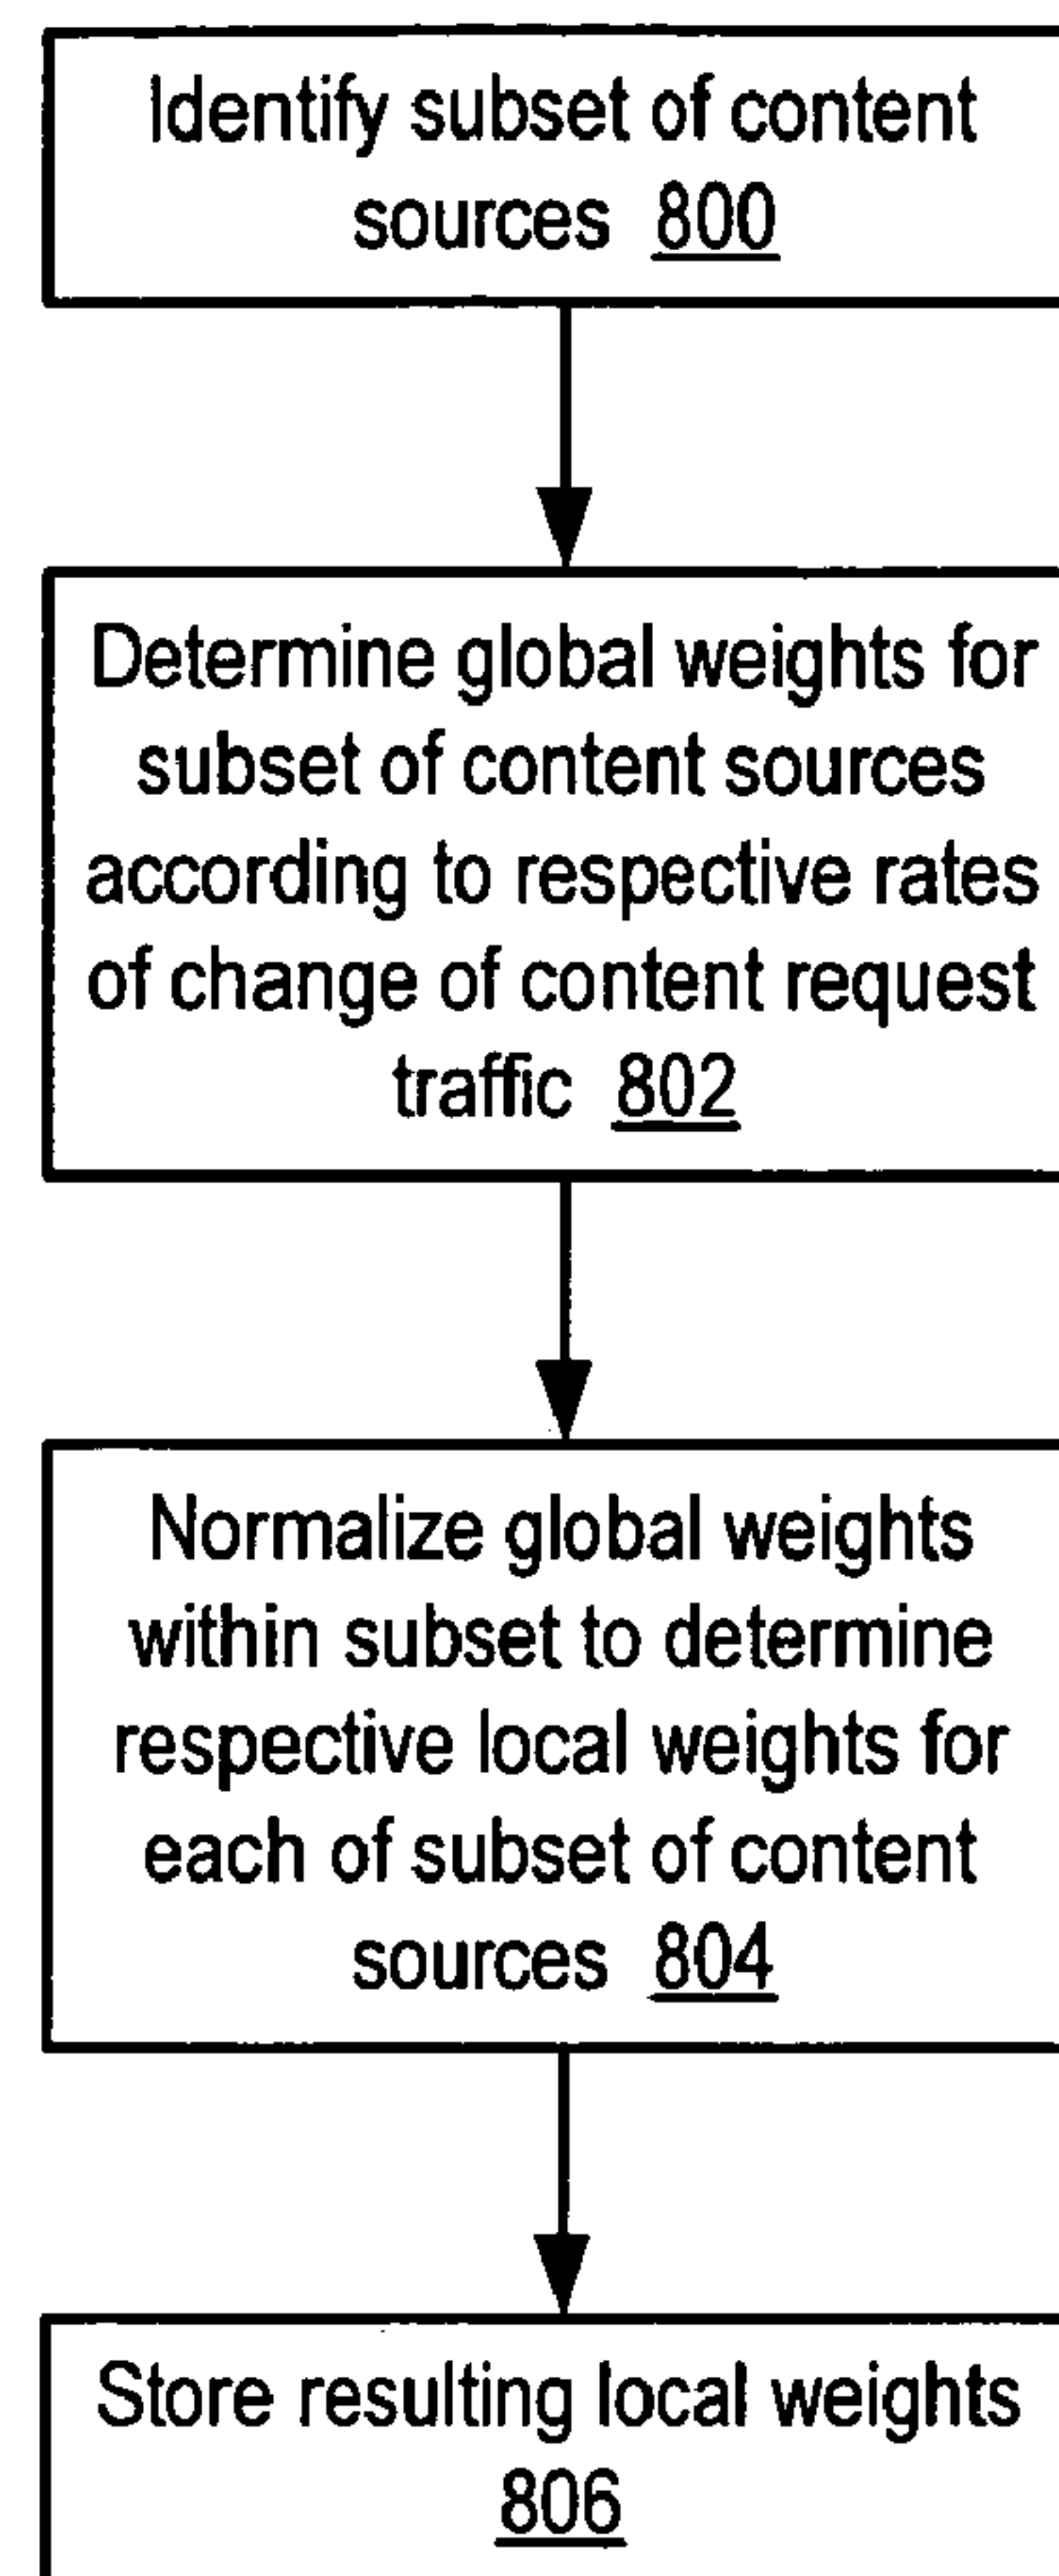 Identify subset of content
sources 800
Determine global weights for
subset of content sources
according to respective rates
of change of content request
traffic 802
Normalize global weights
within subset to determine
respective local weights for
each of subset of content
sources 804
Store resulting local weights
806